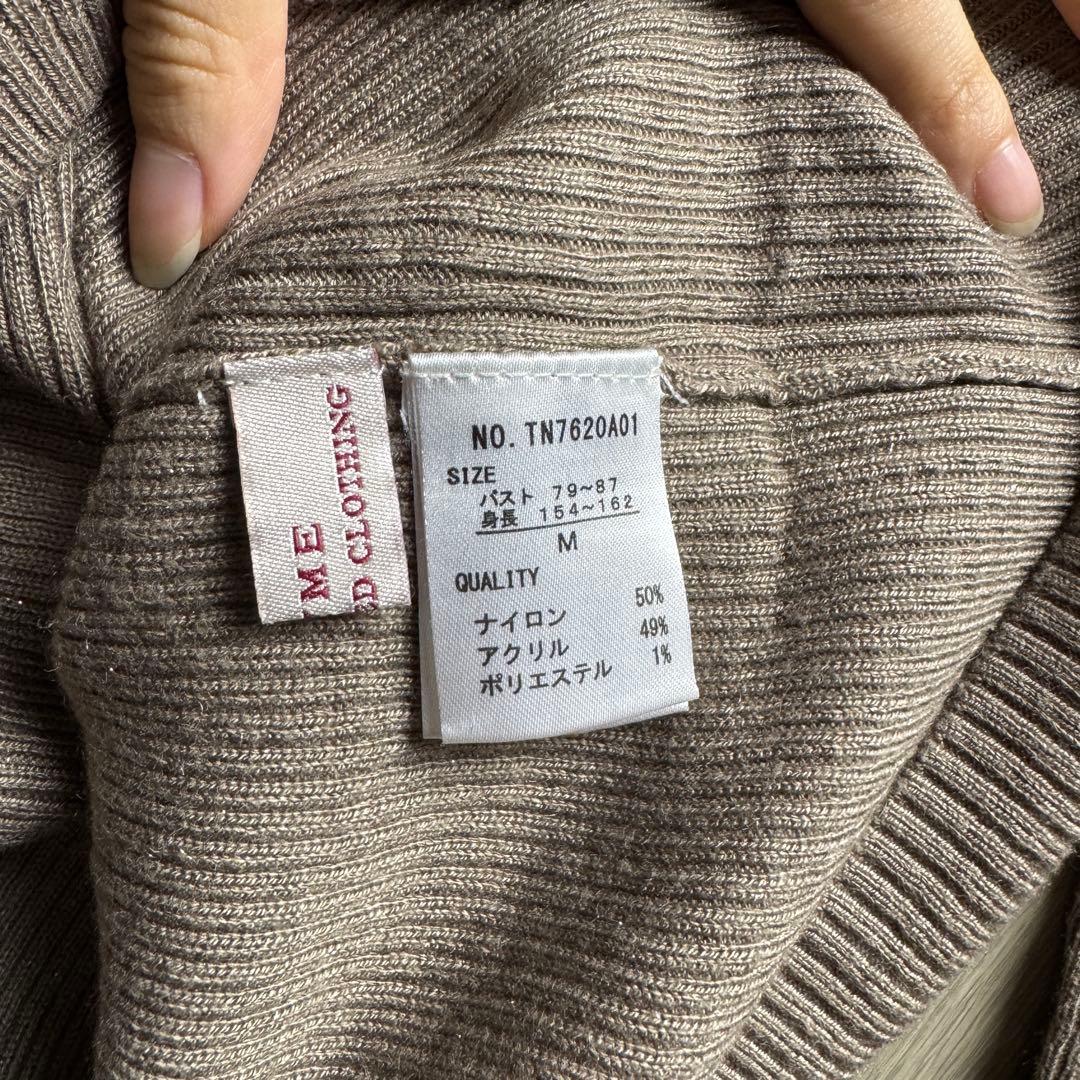 NO. TN7620A01
SIZE
バスト 79~87
身長 154~162
M
QUALITY
ナイロン 50%
アクリル 49%
ポリエステル 1%
ME
CLOTHING